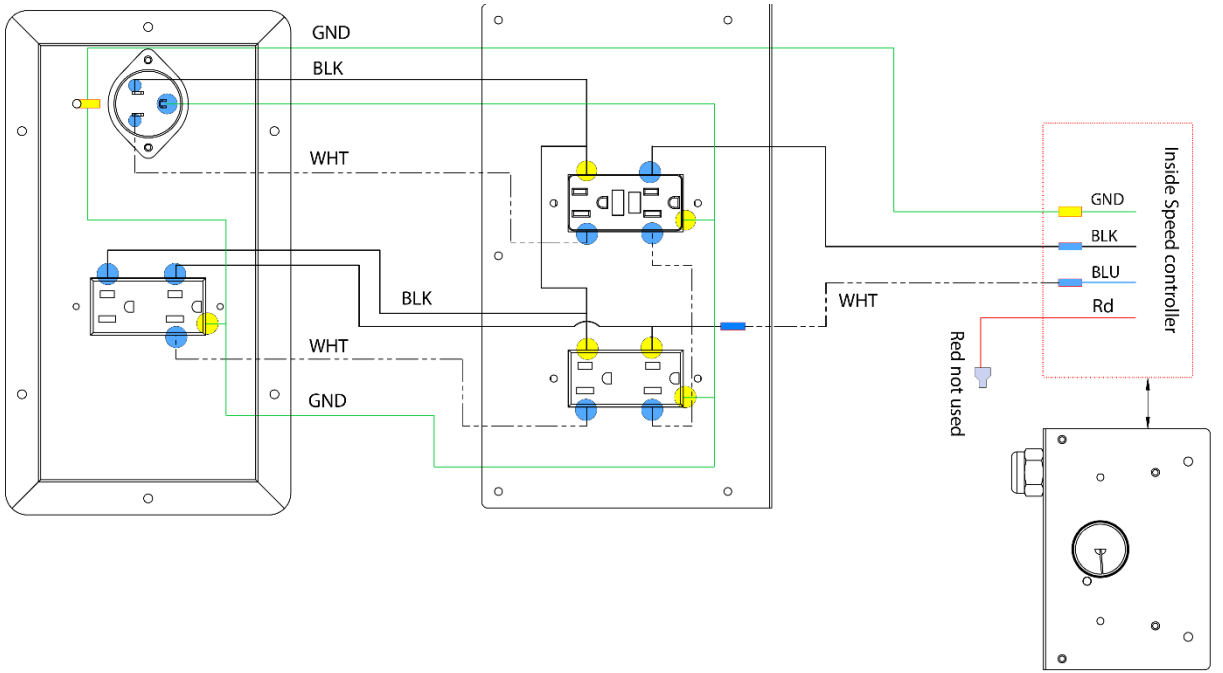 GND
BLK
WHT
BLK
WHT
GND
WHT
GND
BLK
BLU
Rd
Inside Speed controller
Red not used